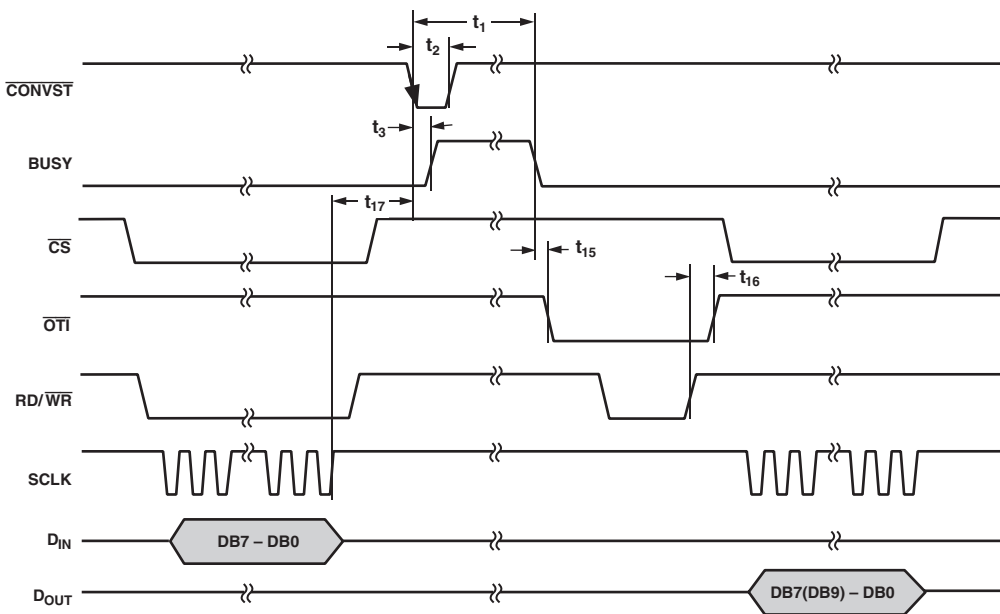 t1
t2
CONVST
t3
BUSY
t17
CS
t15
t16
OTI
RD/WR
SCLK
DIN
DB7 – DB0
DOUT
DB7(DB9) – DB0